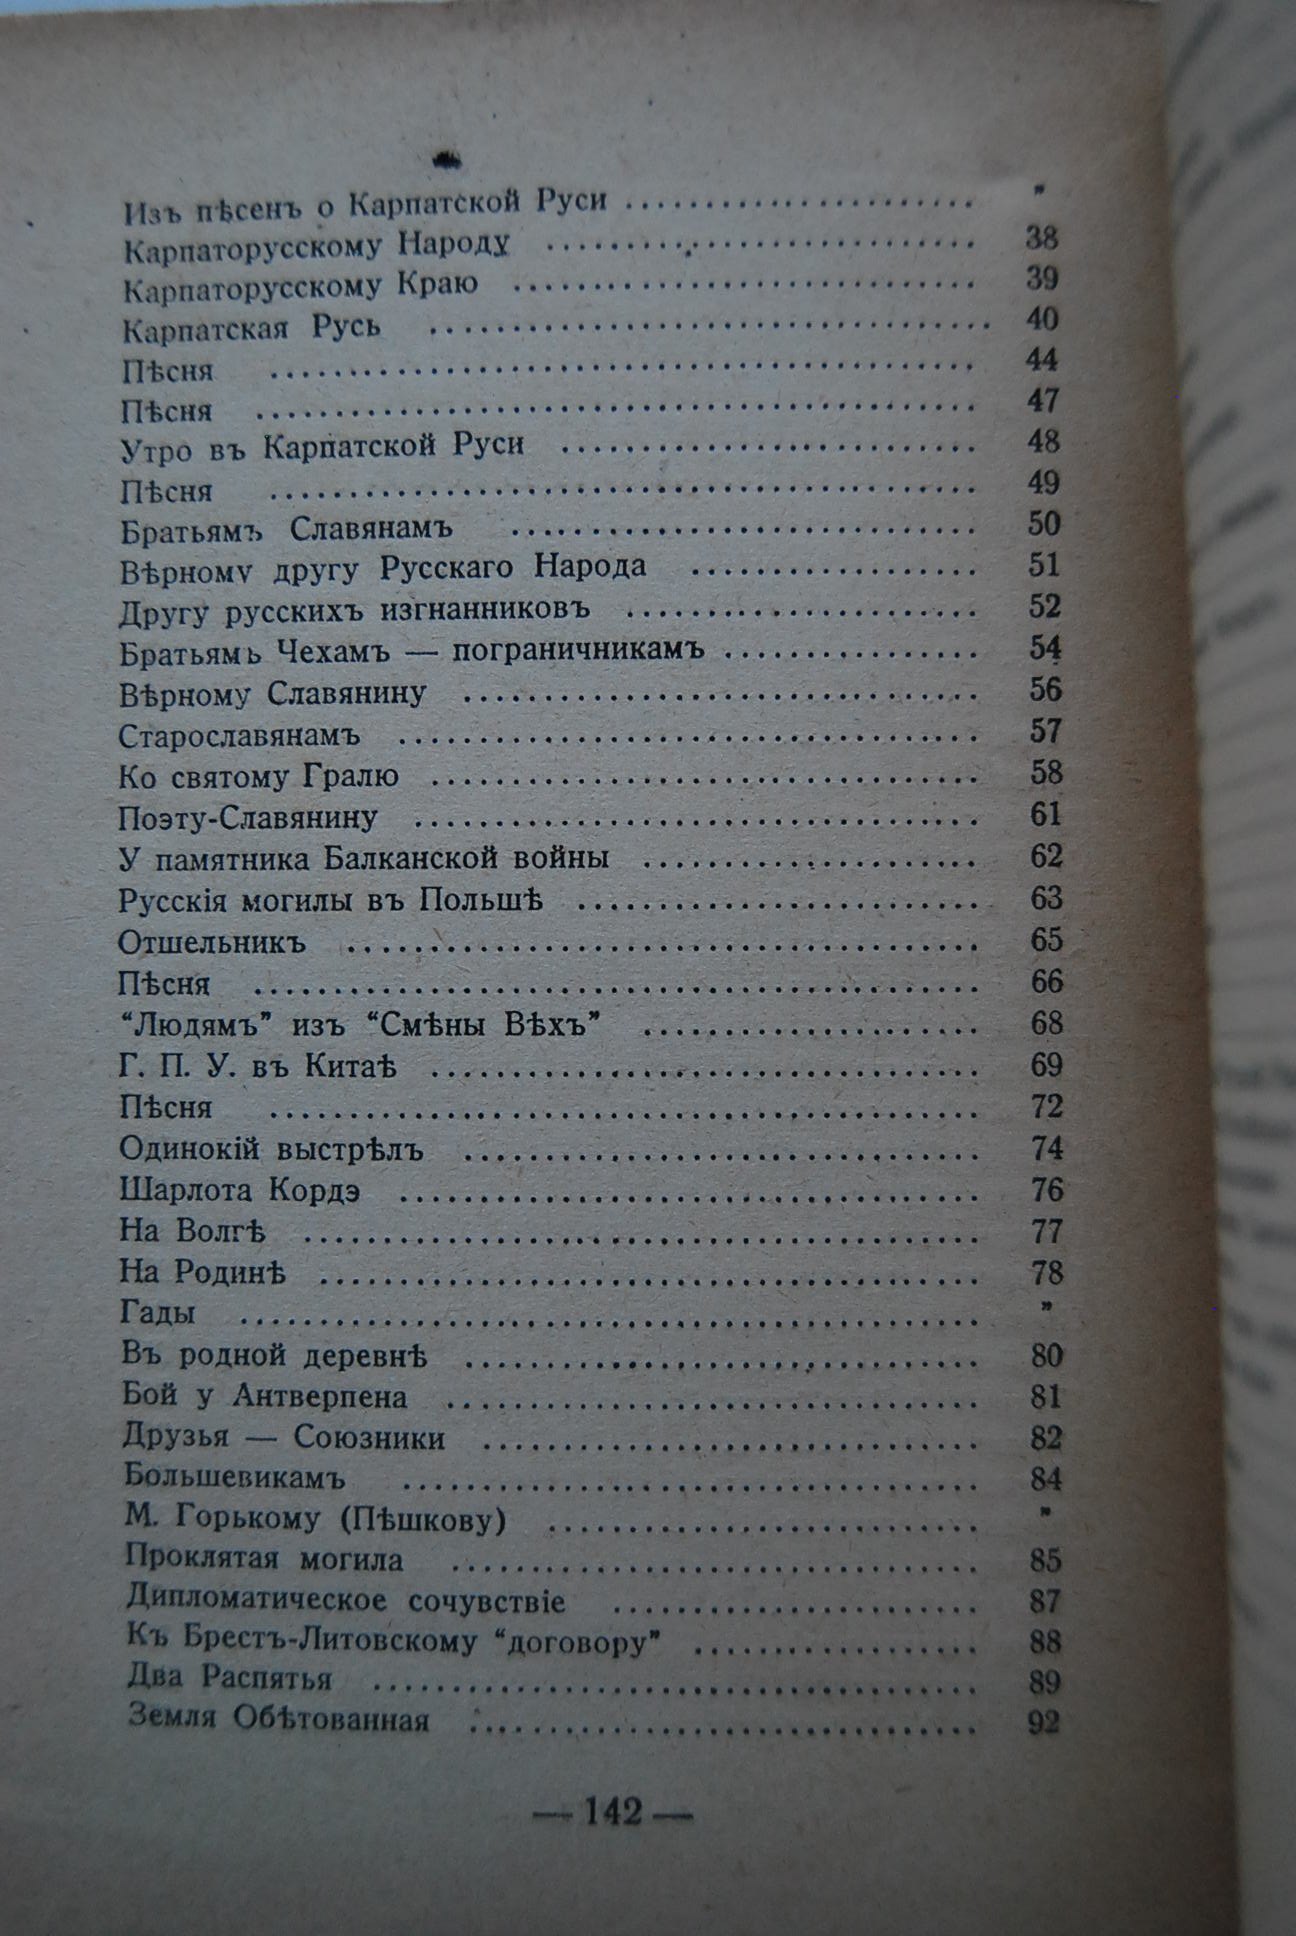 Изъ пѣсенъ о Карпатской Руси .......................... "
Карпаторусскому Народу .......................... 38
Карпаторусскому Краю .......................... 39
Карпатская Русь .......................... 40
Пѣсня .......................... 44
Пѣсня .......................... 47
Утро въ Карпатской Руси .......................... 48
Пѣсня .......................... 49
Братьямъ Славянамъ .......................... 50
Вѣрному другу Русскаго Народа .................. 51
Другу русскихъ изгнанниковъ ...................... 52
Братьямъ Чехамъ — пограничникамъ ................ 54
Вѣрному Славянину .......................... 56
Старославянамъ .......................... 57
Ко святому Гралю .......................... 58
Поэту-Славянину .......................... 61
У памятника Балканской войны ..................... 62
Русскія могилы въ Польшѣ ......................... 63
Отшельникъ .......................... 65
Пѣсня .......................... 66
“Людямъ” изъ “Смѣны Вѣхъ” ..................... 68
Г. П. У. въ Китаѣ .......................... 69
Пѣсня .......................... 72
Одинокій выстрѣлъ .......................... 74
Шарлота Кордэ .......................... 76
На Волгѣ .......................... 77
На Родинѣ .......................... 78
Гады .......................... "
Въ родной деревнѣ .......................... 80
Бой у Антверпена .......................... 81
Друзья — Союзники .......................... 82
Большевикамъ .......................... 84
М. Горькому (Пѣшкову) .......................... "
Проклятая могила .......................... 85
Дипломатическое сочувствіе ....................... 87
Къ Брестъ-Литовскому “договору” .................. 88
Два Распятья .......................... 89
Земля Обѣтованная .......................... 92
— 142 —